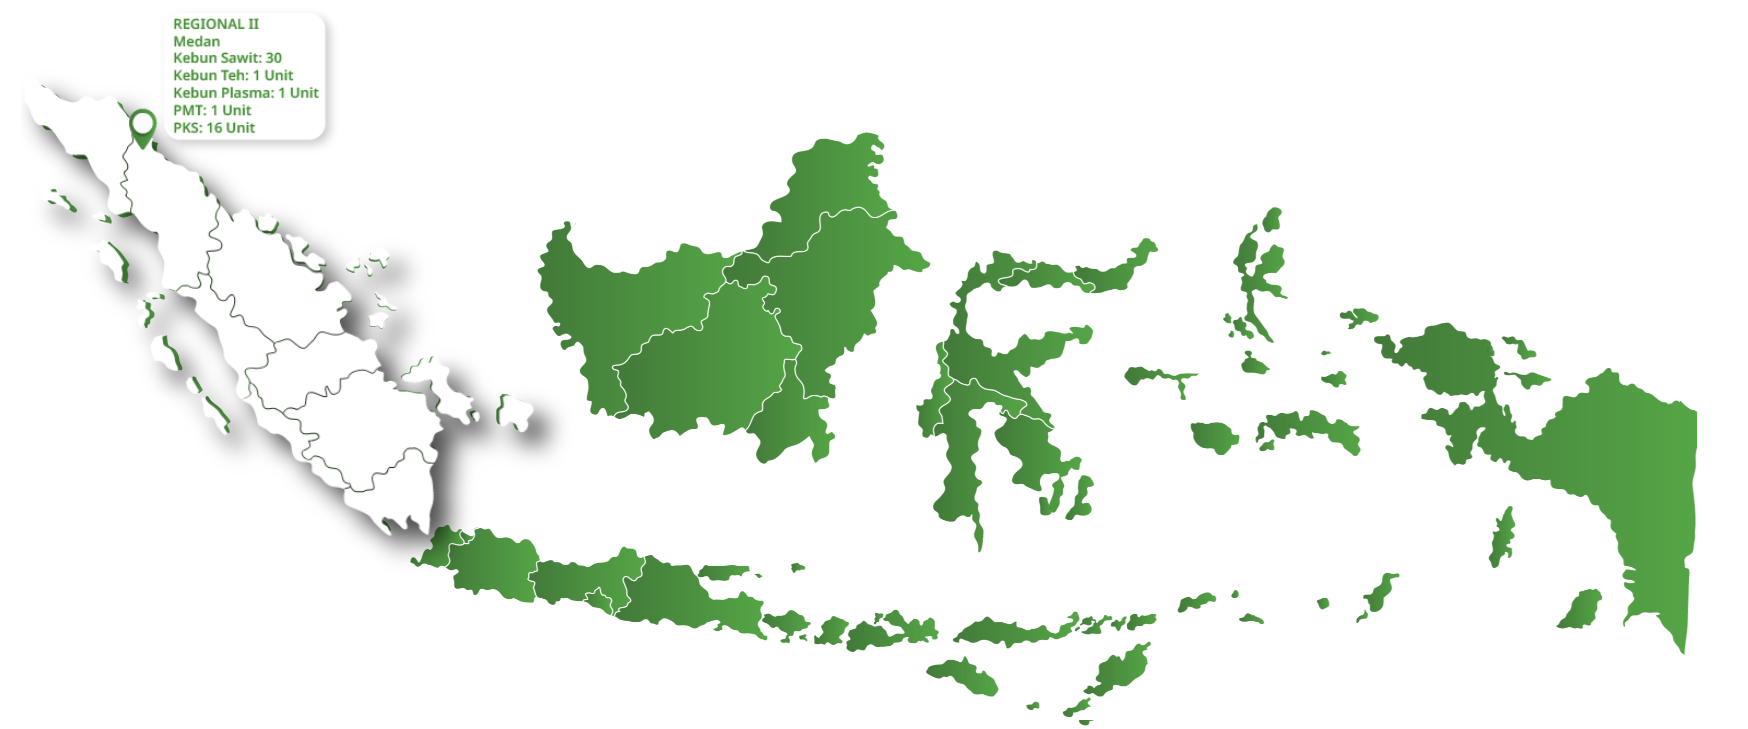 REGIONAL II
Medan
Kebun Sawit: 30
Kebun Teh: 1 Unit
Kebun Plasma: 1 Unit
PMT: 1 Unit
PKS: 16 Unit